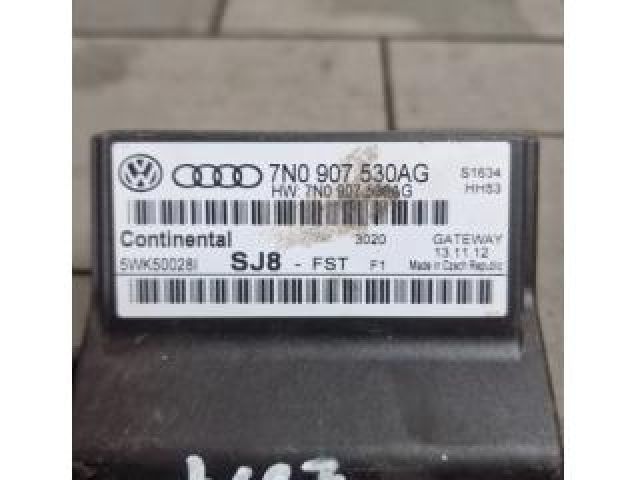 7N0 907 530AG S1634
HW: 7N0 907 530AG HH53
Continental 3020 GATEWAY
5WK50028I SJ8 - FST F1 13.11.12
Made in Czech Republic